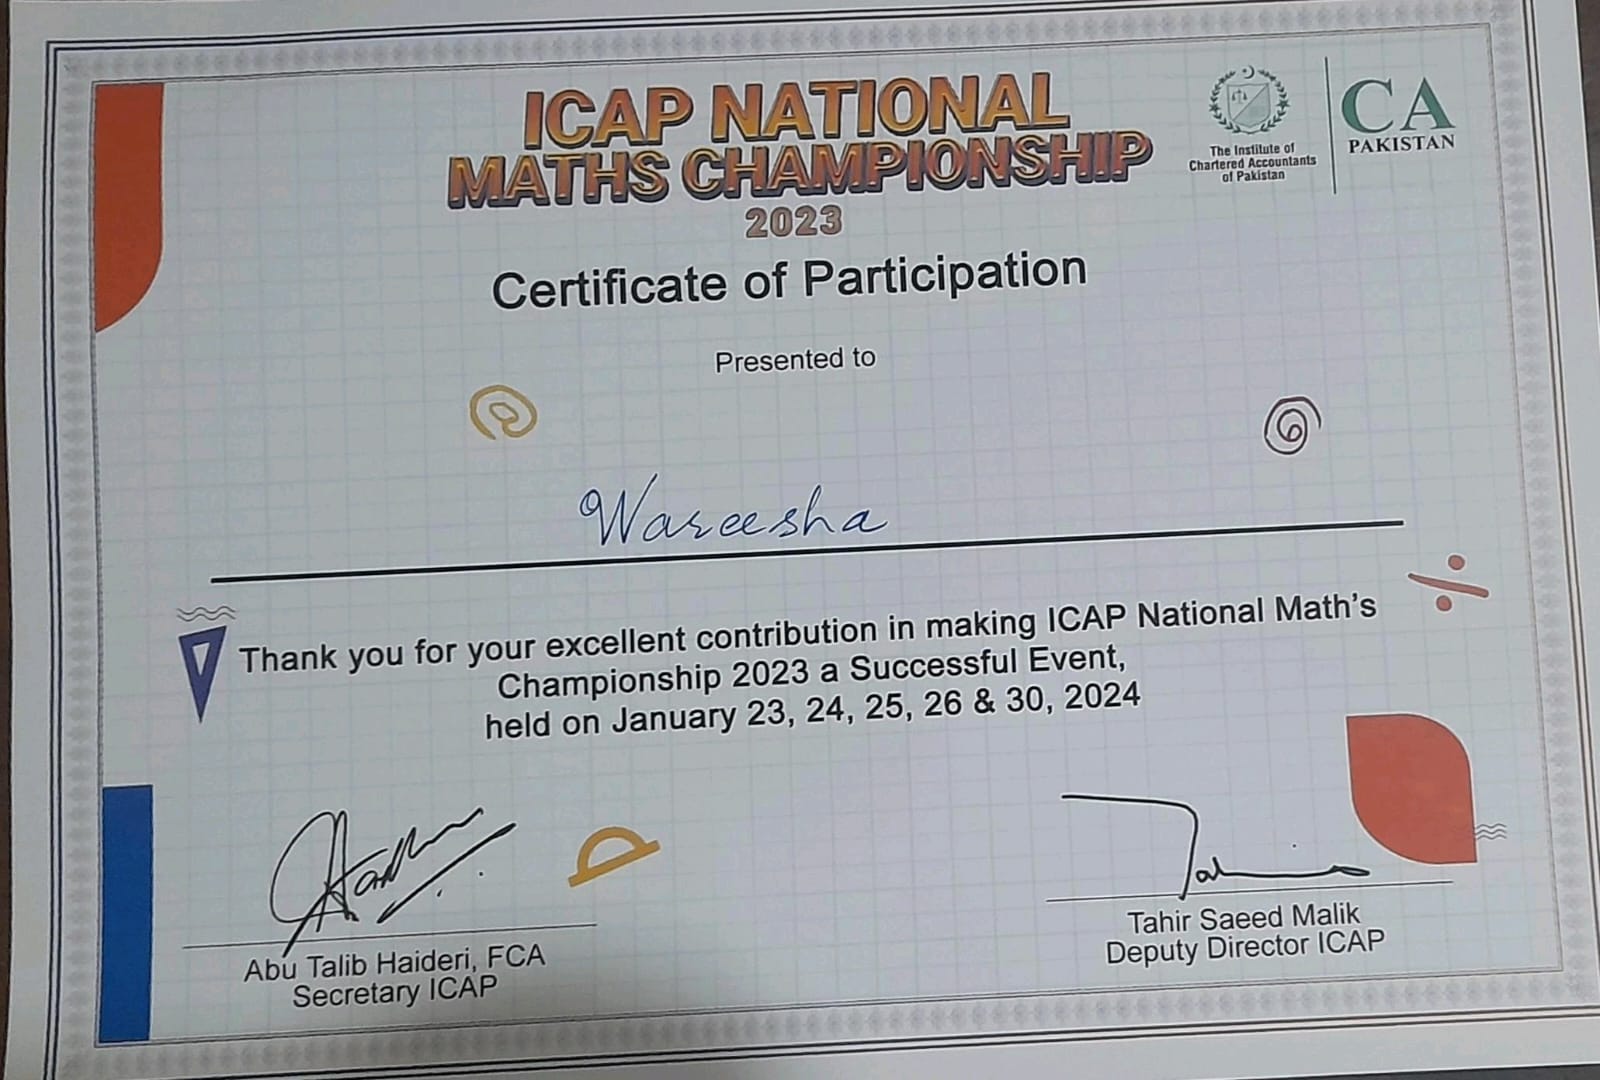 ICAP NATIONAL
MATHS CHAMPIONSHIP
2023
The Institute of
Chartered Accountants
of Pakistan
CA
PAKISTAN
Certificate of Participation
Presented to
Wareesha
Thank you for your excellent contribution in making ICAP National Math's
Championship 2023 a Successful Event,
held on January 23, 24, 25, 26 & 30, 2024
Abu Talib Haideri, FCA
Secretary ICAP
Tahir Saeed Malik
Deputy Director ICAP